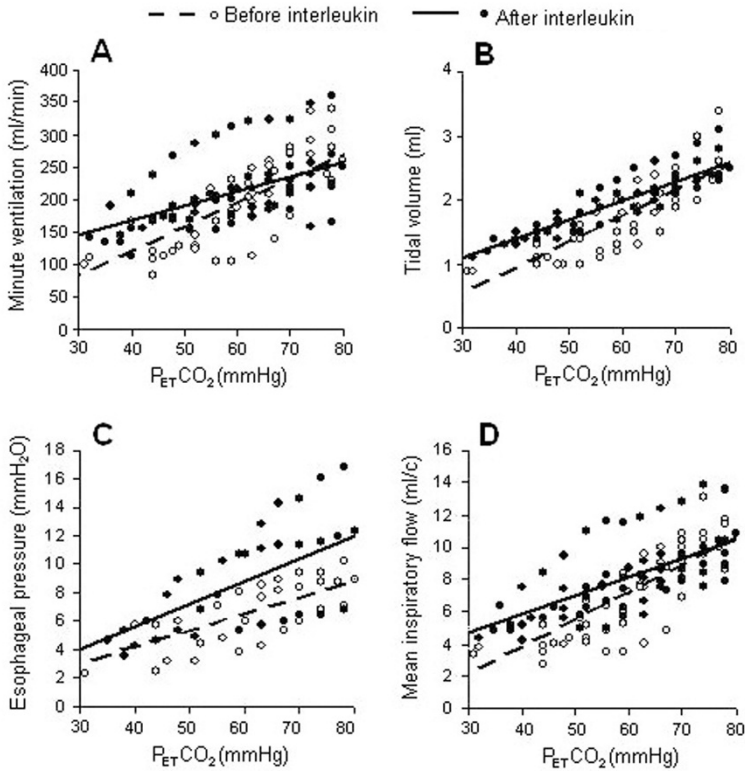 Before interleukin After interleukin
A
Minute ventilation (ml/min)
400
350
300
250
200
150
100
50
0
30 40 50 60 70 80
PETCO2 (mmHg)
B
Tidal volume (ml)
4
3
2
1
0
30 40 50 60 70 80
PETCO2 (mmHg)
C
Esophageal pressure (mmH2O)
18
16
14
12
10
8
6
4
2
0
30 40 50 60 70 80
PETCO2 (mmHg)
D
Mean inspiratory flow (ml/c)
16
14
12
10
8
6
4
2
0
30 40 50 60 70 80
PETCO2 (mmHg)